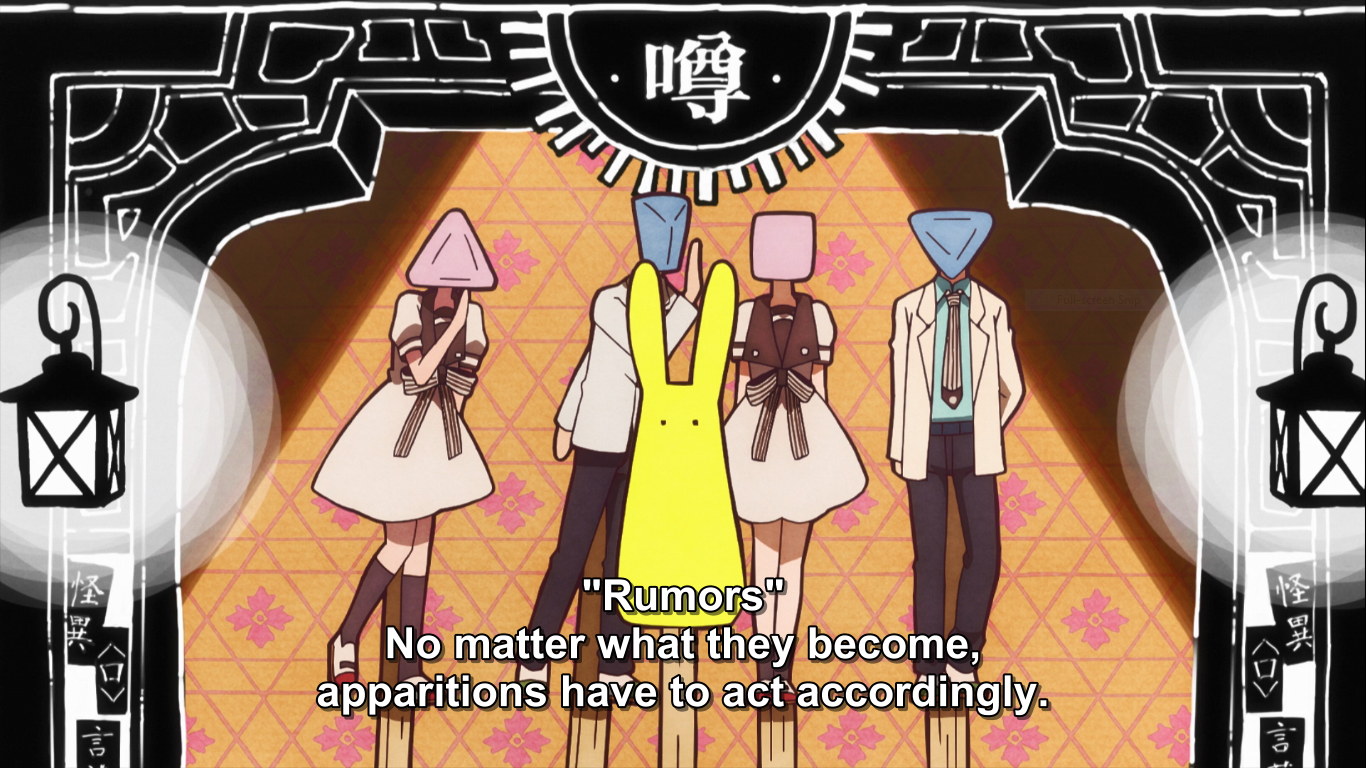 噂
怪異
怪異
〈口〉
〈口〉
言
言
"Rumors"
No matter what they become,
apparitions have to act accordingly.